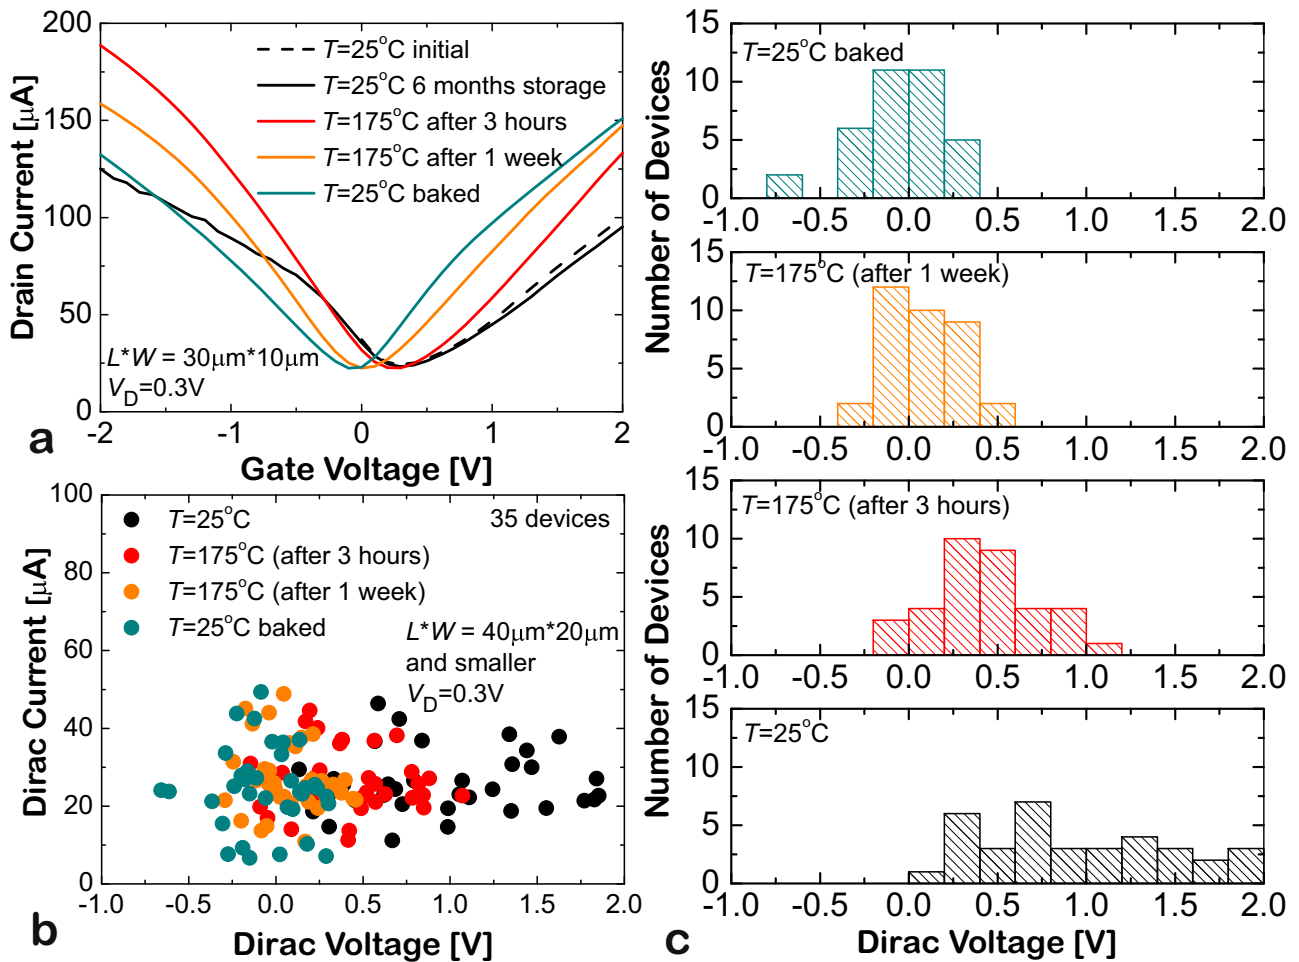 200
150
100
50
0
Drain Current [μA]
T=25°C initial
T=25°C 6 months storage
T=175°C after 3 hours
T=175°C after 1 week
T=25°C baked
L*W = 30μm*10μm
V_D=0.3V
-2 -1 0 1 2
a
Gate Voltage [V]
100
80
60
40
20
0
Dirac Current [μA]
T=25°C
T=175°C (after 3 hours)
T=175°C (after 1 week)
T=25°C baked
35 devices
L*W = 40μm*20μm
and smaller
V_D=0.3V
-1.0 -0.5 0.0 0.5 1.0 1.5 2.0
b
Dirac Voltage [V]
Number of Devices
15
10
5
0
T=25°C baked
-1.0 -0.5 0.0 0.5 1.0 1.5 2.0
15
10
5
0
T=175°C (after 1 week)
-1.0 -0.5 0.0 0.5 1.0 1.5 2.0
Number of Devices
15
10
5
0
T=175°C (after 3 hours)
-1.0 -0.5 0.0 0.5 1.0 1.5 2.0
15
10
5
0
T=25°C
-1.0 -0.5 0.0 0.5 1.0 1.5 2.0
c
Dirac Voltage [V]